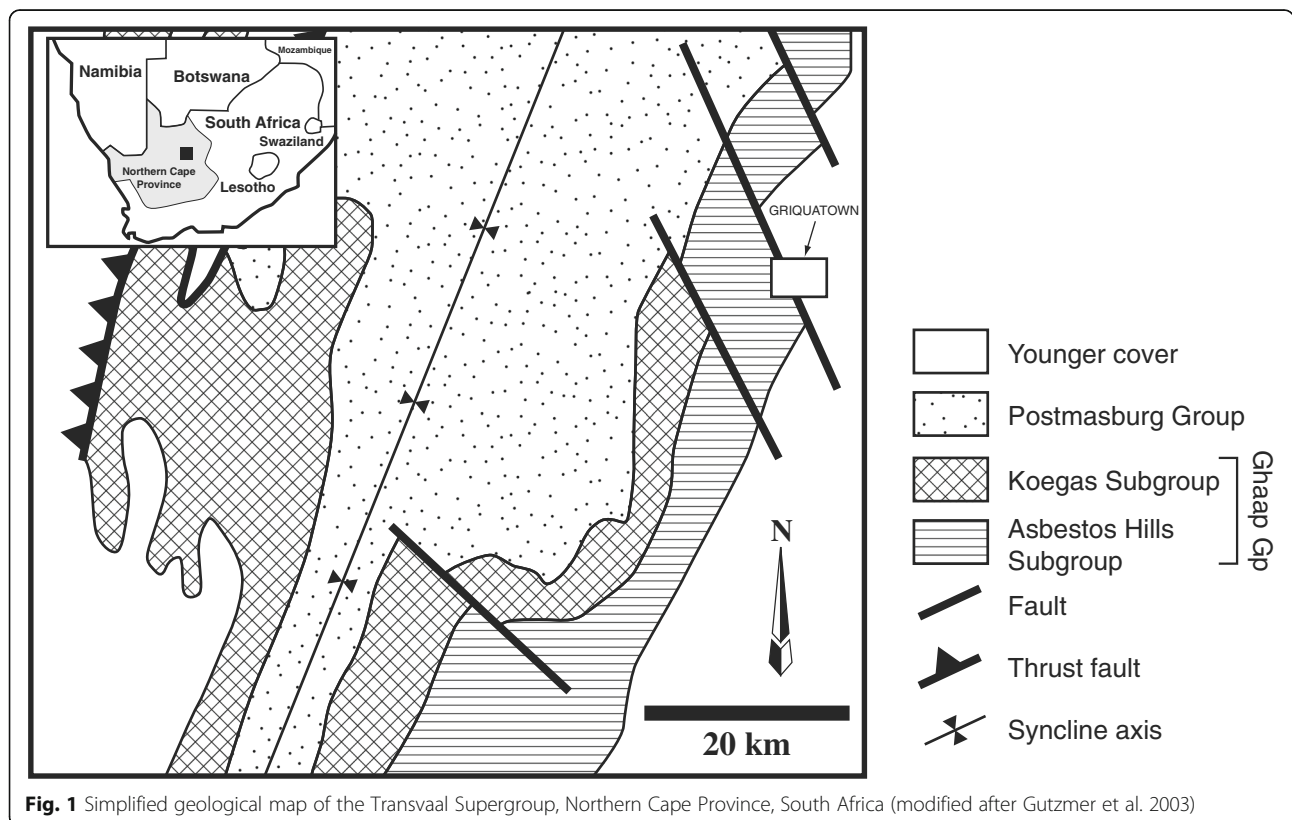 Namibia
Botswana
Mozambique
South Africa
Swaziland
Northern Cape
Province
Lesotho
GRIQUATOWN
N
20 km
Younger cover
Postmasburg Group
Koegas Subgroup
Asbestos Hills
Subgroup
Ghaap Gp
Fault
Thrust fault
Syncline axis
Fig. 1 Simplified geological map of the Transvaal Supergroup, Northern Cape Province, South Africa (modified after Gutzmer et al. 2003)